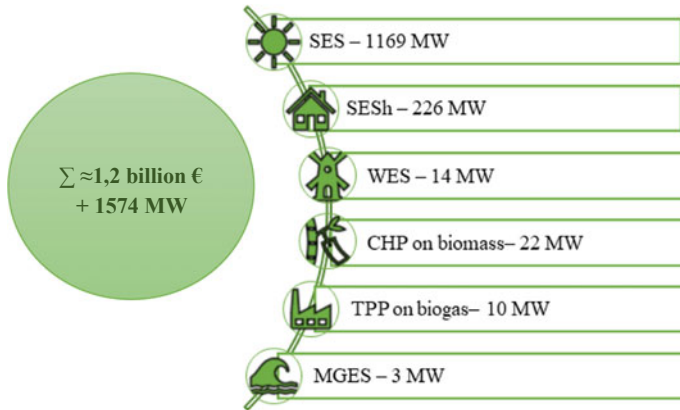 ∑ ≈1,2 billion €
+ 1574 MW
SES – 1169 MW
SESh – 226 MW
WES – 14 MW
CHP on biomass– 22 MW
TPP on biogas– 10 MW
MGES – 3 MW